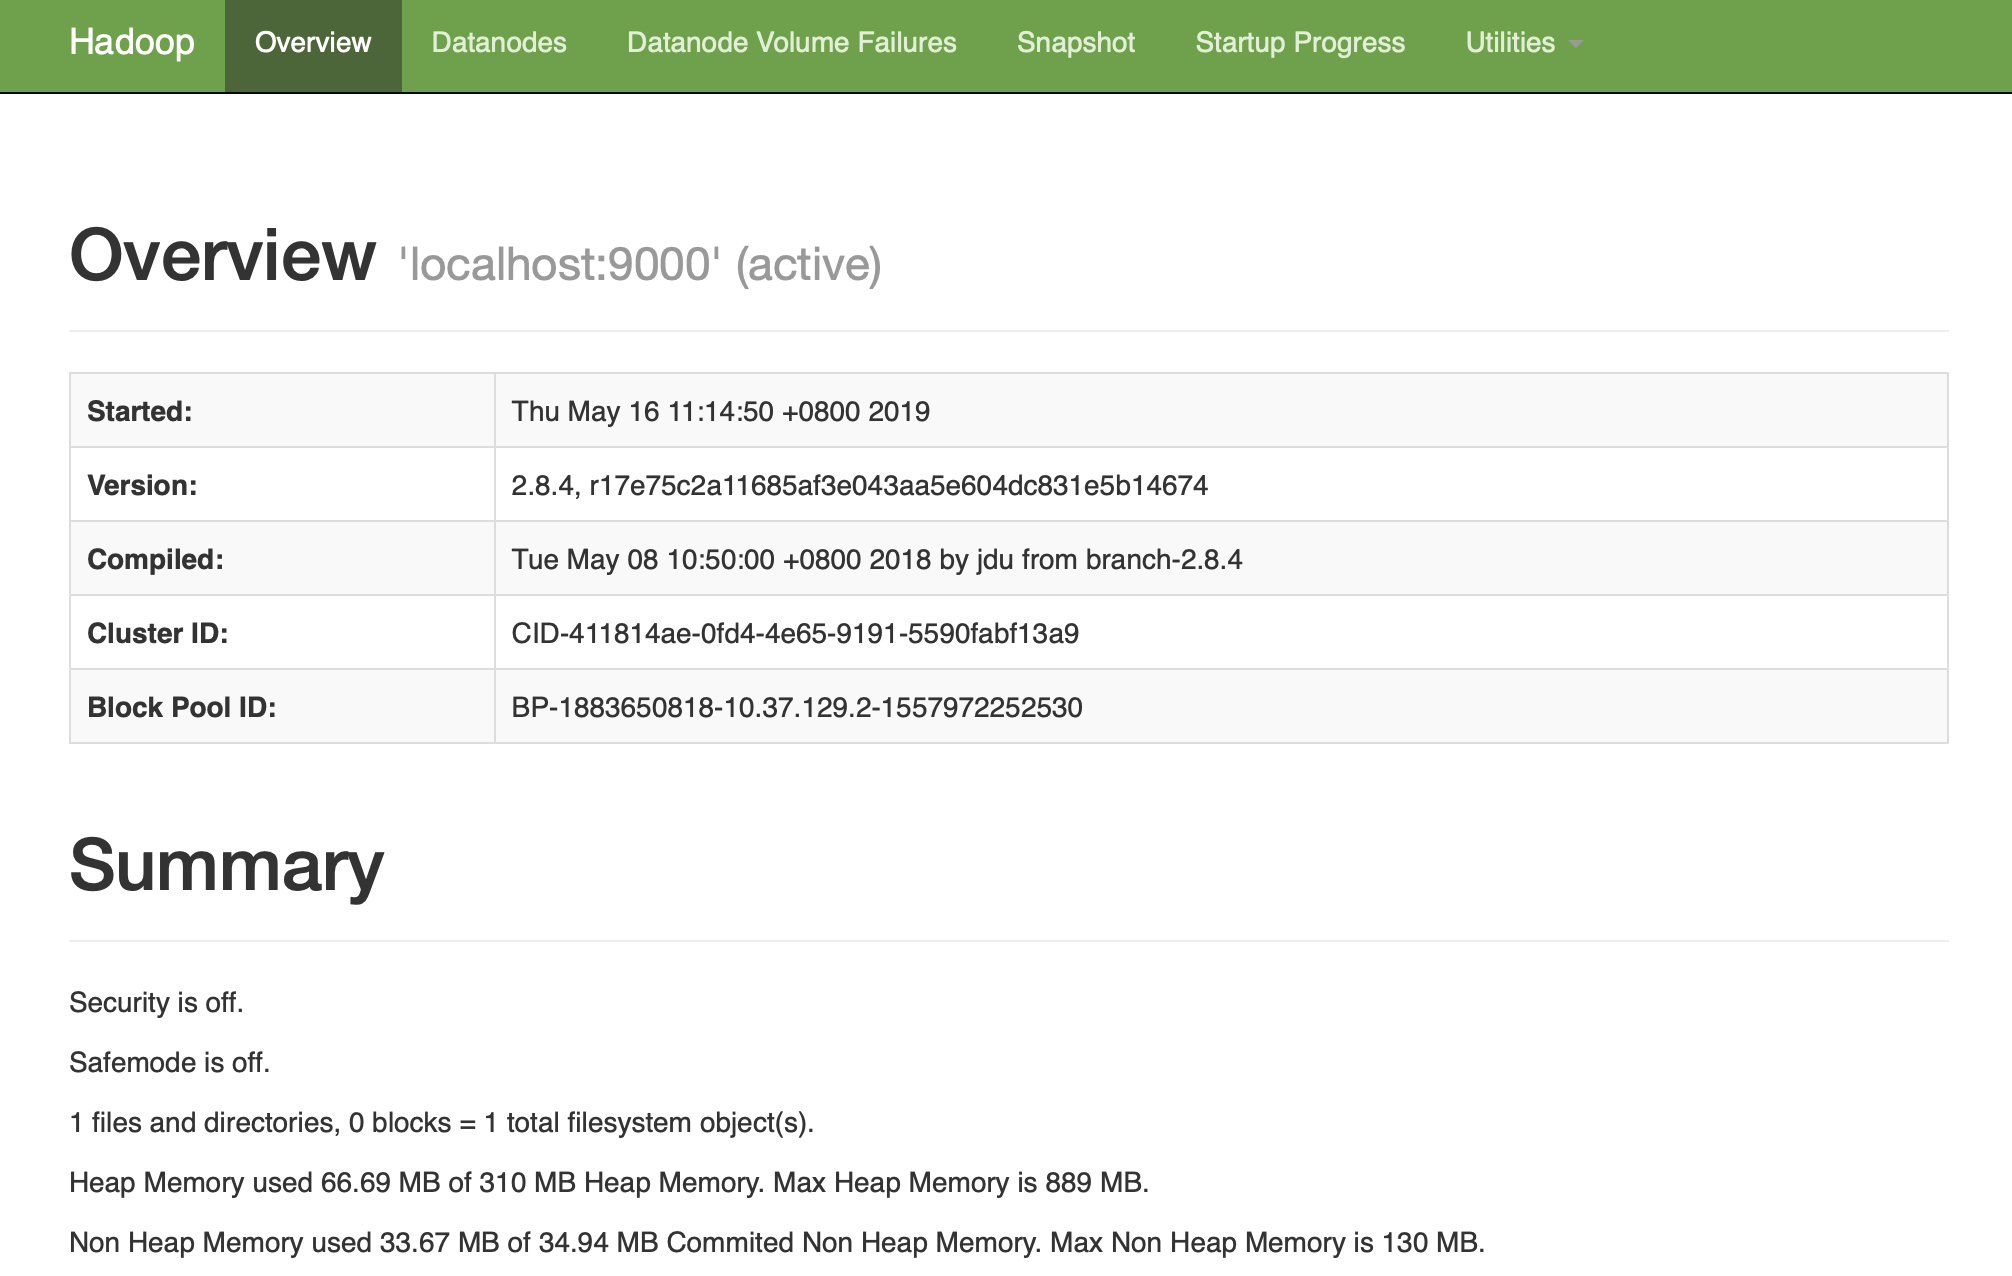 Hadoop Overview Datanodes Datanode Volume Failures Snapshot Startup Progress Utilities
Overview 'localhost:9000' (active)
Started: Thu May 16 11:14:50 +0800 2019
Version: 2.8.4, r17e75c2a11685af3e043aa5e604dc831e5b14674
Compiled: Tue May 08 10:50:00 +0800 2018 by jdu from branch-2.8.4
Cluster ID: CID-411814ae-0fd4-4e65-9191-5590fabf13a9
Block Pool ID: BP-1883650818-10.37.129.2-1557972252530
Summary
Security is off.
Safemode is off.
1 files and directories, 0 blocks = 1 total filesystem object(s).
Heap Memory used 66.69 MB of 310 MB Heap Memory. Max Heap Memory is 889 MB.
Non Heap Memory used 33.67 MB of 34.94 MB Commited Non Heap Memory. Max Non Heap Memory is 130 MB.